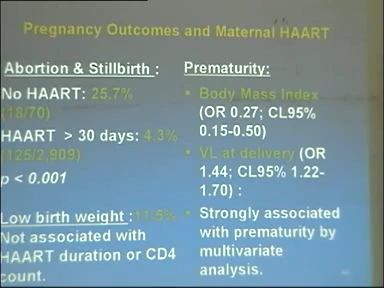 Pregnancy Outcomes and Maternal HAART
Abortion & Stillbirth :
No HAART: 25.7%
(18/70)
HAART > 30 days: 4.3%
(125/2,909)
p < 0.001
Low birth weight :11.5%
Not associated with
HAART duration or CD4
count.
Prematurity:
• Body Mass Index
(OR 0.27; CL95%
0.15-0.50)
• VL at delivery (OR
1.44; CL95% 1.22-
1.70) :
• Strongly associated
with prematurity by
multivariate
analysis.